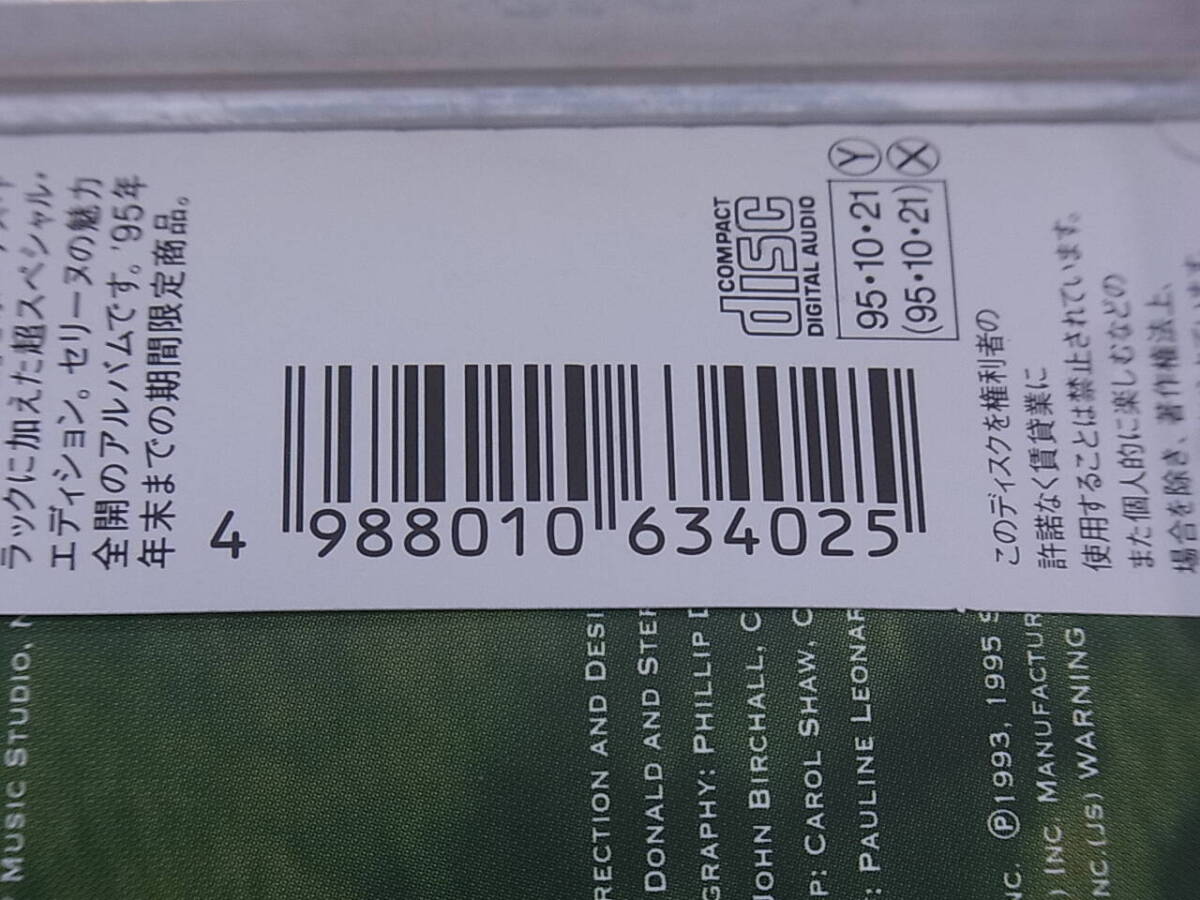 ラックに加えた超スペシャル・
エディション。セリーヌの魅力
全開のアルバムです。'95年
年末までの期間限定商品。
COMPACT
disc
DIGITAL AUDIO
Y
95・10・21
X
(95・10・21)
4 988010 634025
このディスクを権利者の
許諾なく賃貸業に
使用することは禁止されています。
また個人的に楽しむなどの
場合を除き、著作権法上、
MUSIC STUDIO,
RECTION AND DESI
DONALD AND STE
GRAPHY: PHILLIP D
JOHN BIRCHALL, C
P: CAROL SHAW, C
: PAULINE LEONAR
NC. Ⓟ1993, 1995 S
) INC. MANUFACTUR
NC.(JS) WARNING